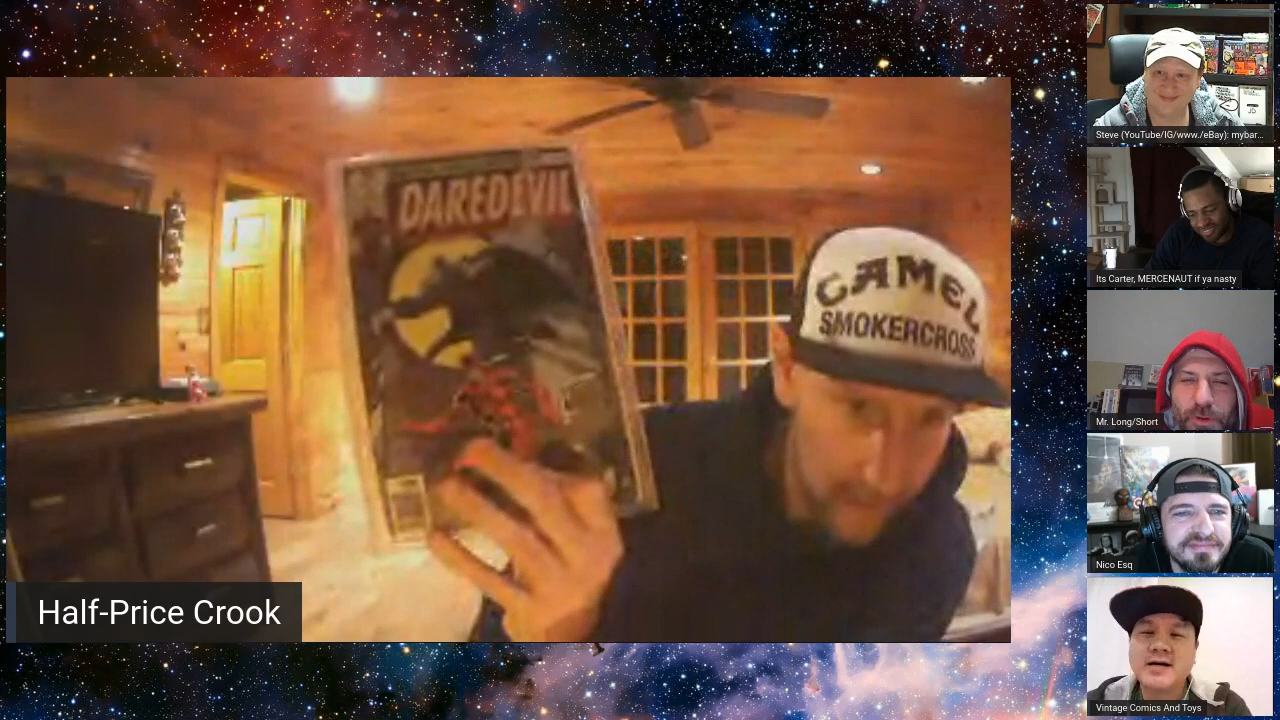 DAREDEVIL
CAMEL
SMOKERCROSS
Half-Price Crook
Steve (YouTube/IG/www./eBay): mybar...
Its Carter, MERCENAUT if ya nasty
Mr. Long/Short
Nico Esq
Vintage Comics And Toys